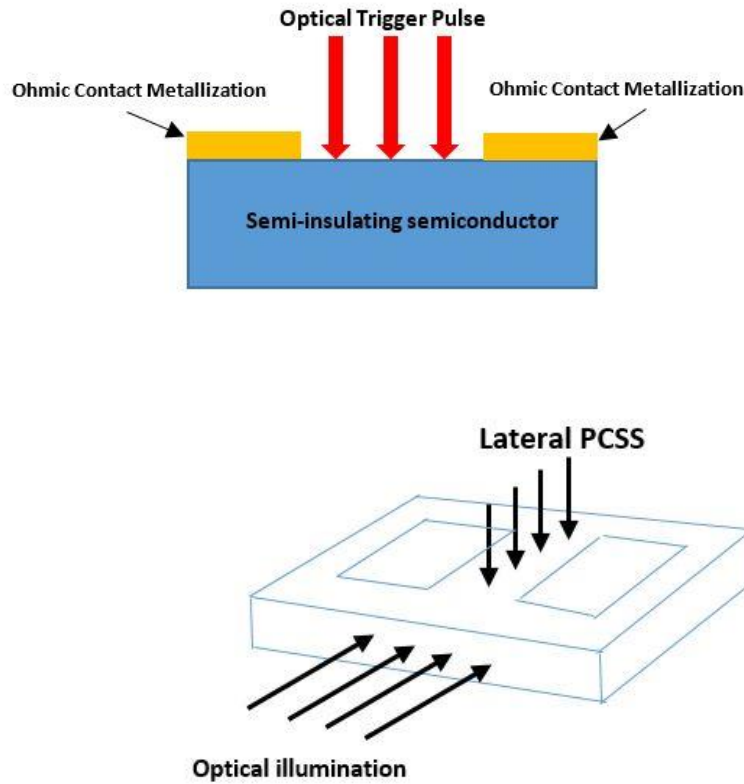 Optical Trigger Pulse
Ohmic Contact Metallization
Ohmic Contact Metallization
Semi-insulating semiconductor
Lateral PCSS
Optical illumination